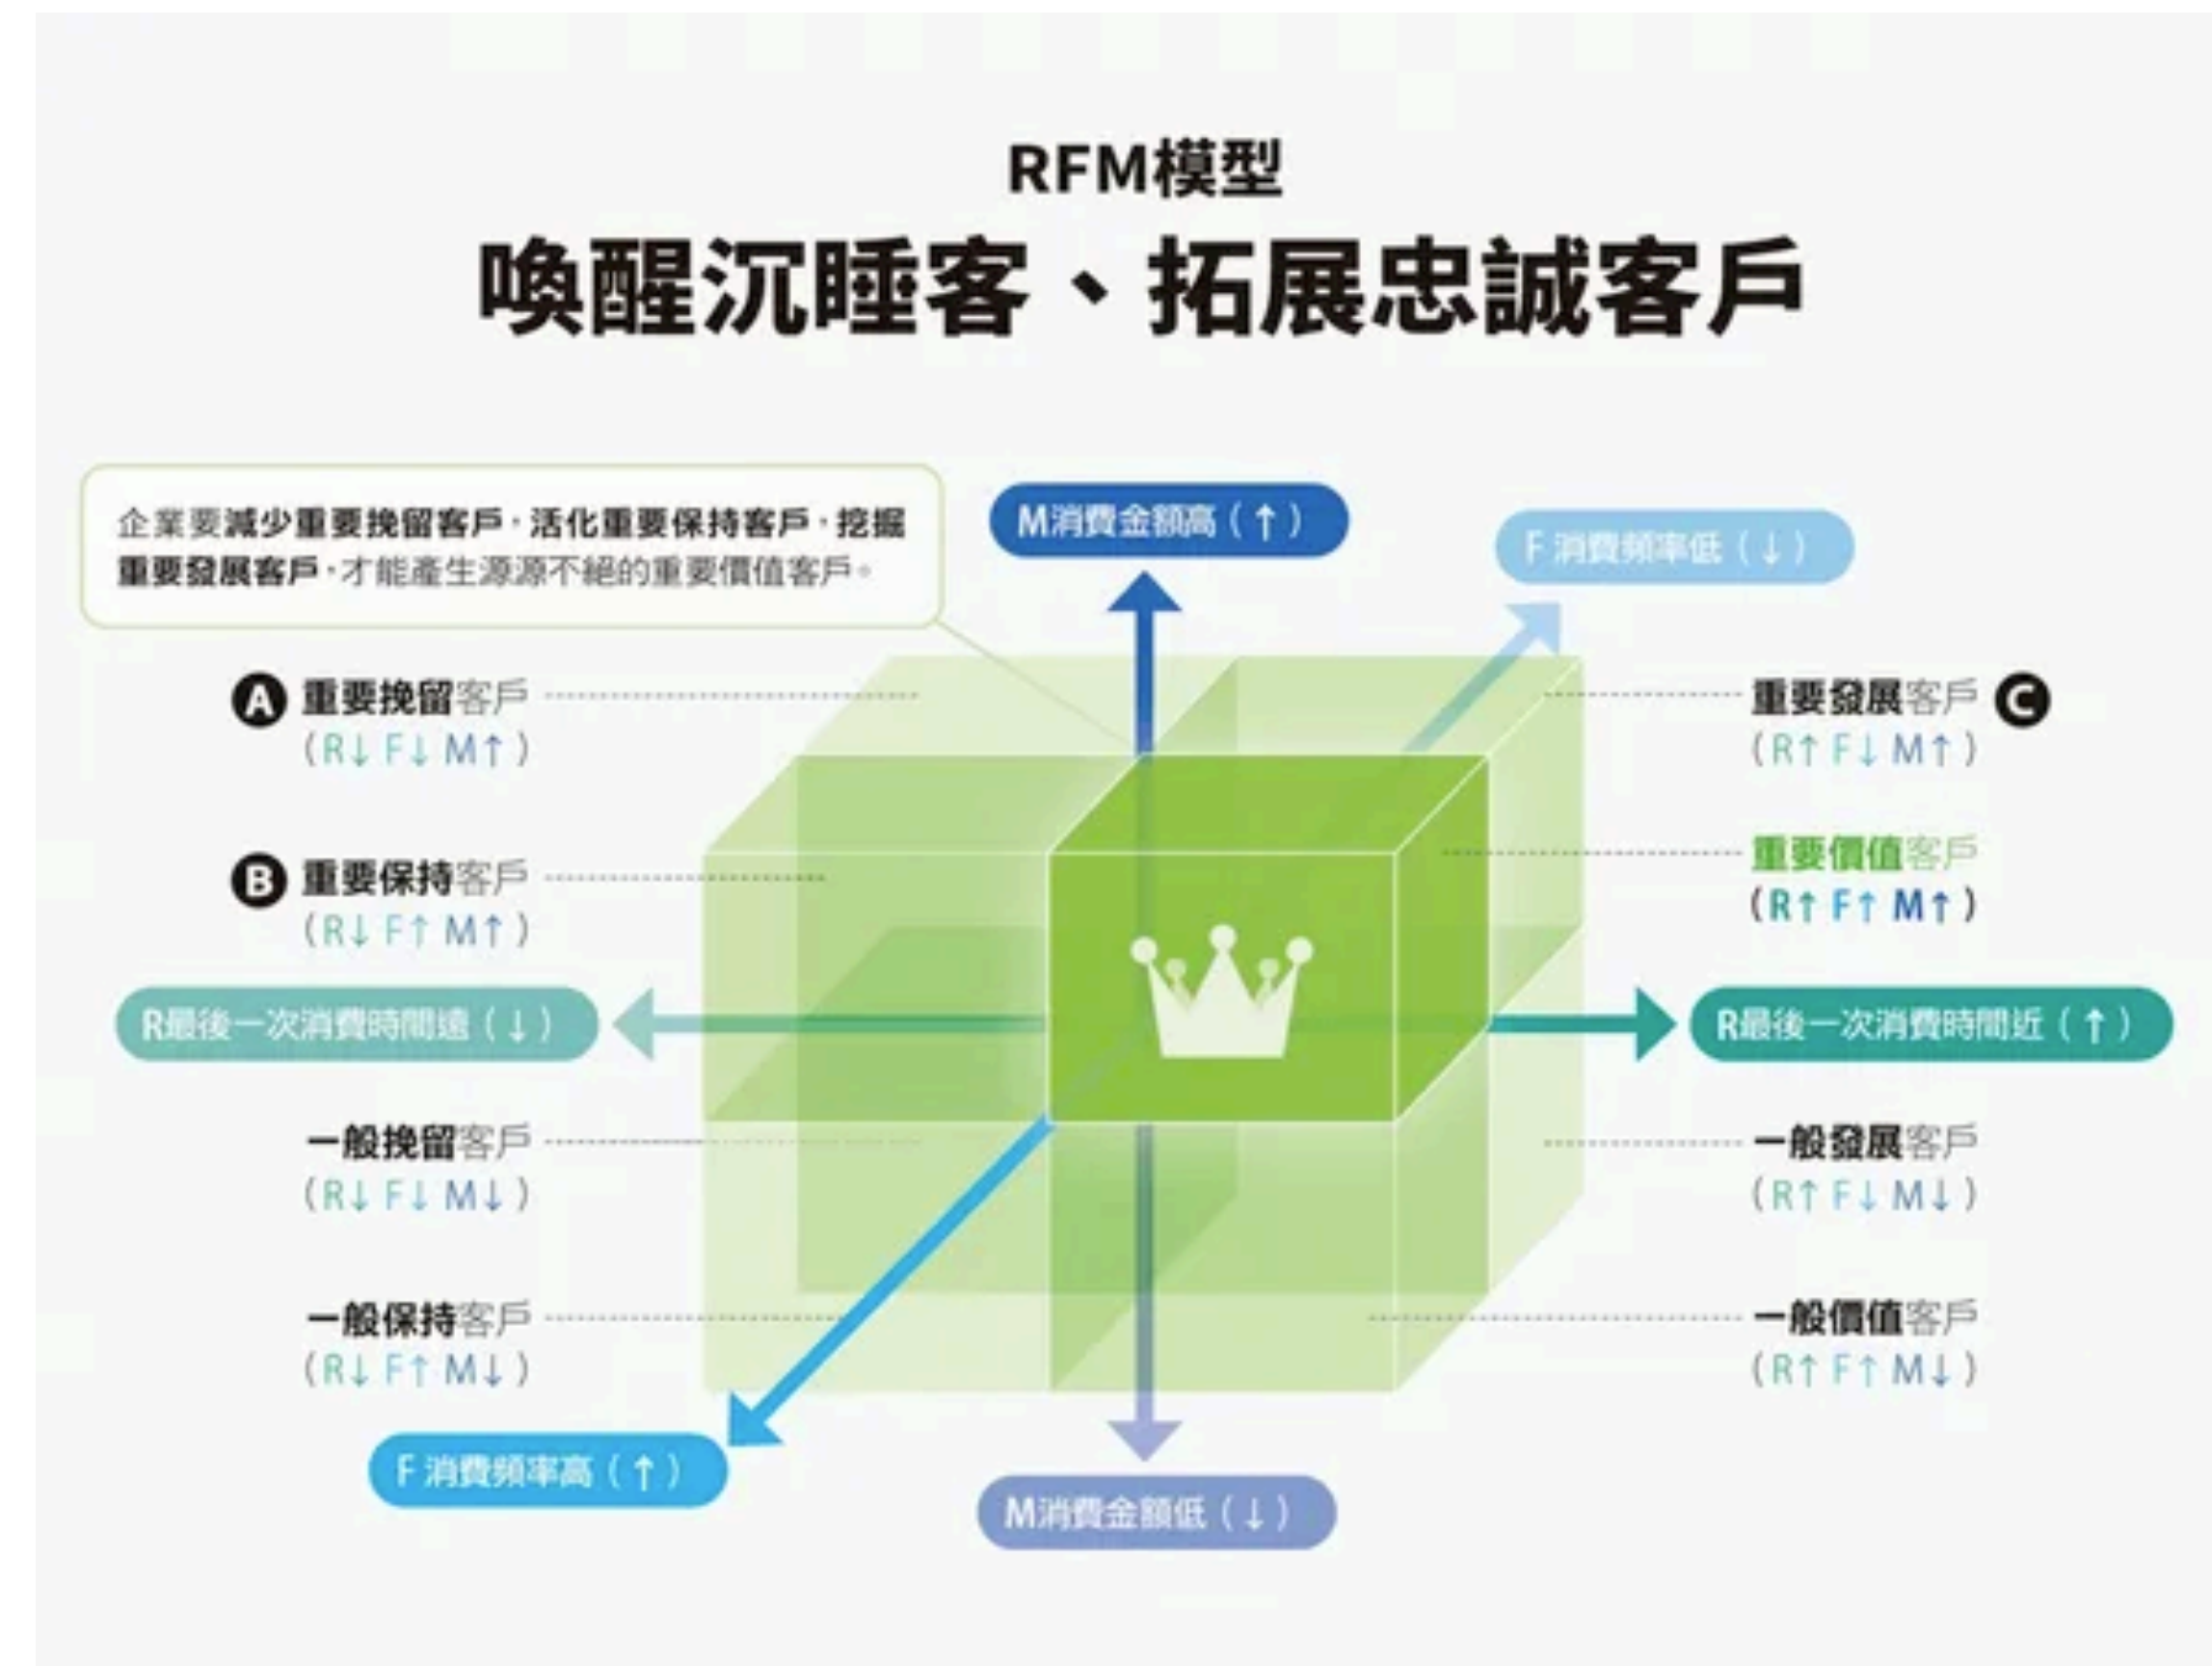 RFM模型
喚醒沉睡客、拓展忠誠客戶
企業要減少重要挽留客戶，活化重要保持客戶，挖掘
重要發展客戶，才能產生源源不絕的重要價值客戶。
M消費金額高（↑）
F 消費頻率低（↓）
A 重要挽留客戶
（R↓ F↓ M↑）
重要發展客戶 C
（R↑ F↓ M↑）
B 重要保持客戶
（R↓ F↑ M↑）
重要價值客戶
（R↑ F↑ M↑）
R最後一次消費時間遠（↓）
R最後一次消費時間近（↑）
一般挽留客戶
（R↓ F↓ M↓）
一般發展客戶
（R↑ F↓ M↓）
一般保持客戶
（R↓ F↑ M↓）
一般價值客戶
（R↑ F↑ M↓）
F 消費頻率高（↑）
M消費金額低（↓）